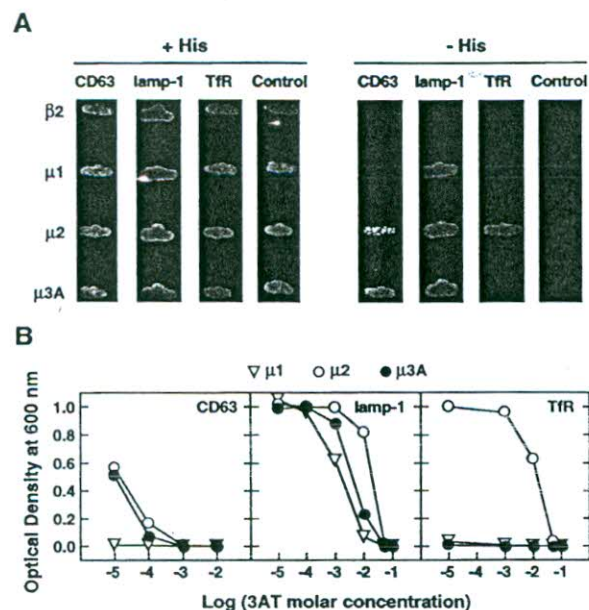 A
+ His
- His
CD63 lamp-1 TfR Control
CD63 lamp-1 TfR Control
β2
μ1
μ2
μ3A
B
▽ μ1 ○ μ2 ● μ3A
CD63 lamp-1 TfR
Optical Density at 600 nm
1.0
0.8
0.6
0.4
0.2
0.0
-5 -4 -3 -2 -5 -4 -3 -2 -1 -5 -4 -3 -2 -1
Log (3AT molar concentration)